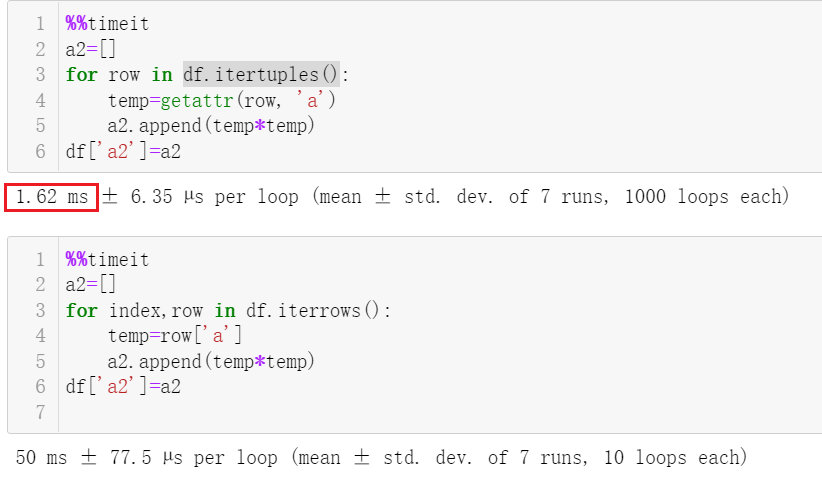 1 %%timeit
2 a2=[]
3 for row in df.itertuples():
4     temp=getattr(row, 'a')
5     a2.append(temp*temp)
6 df['a2']=a2
1.62 ms ± 6.35 μs per loop (mean ± std. dev. of 7 runs, 1000 loops each)
1 %%timeit
2 a2=[]
3 for index,row in df.iterrows():
4     temp=row['a']
5     a2.append(temp*temp)
6 df['a2']=a2
7
50 ms ± 77.5 μs per loop (mean ± std. dev. of 7 runs, 10 loops each)